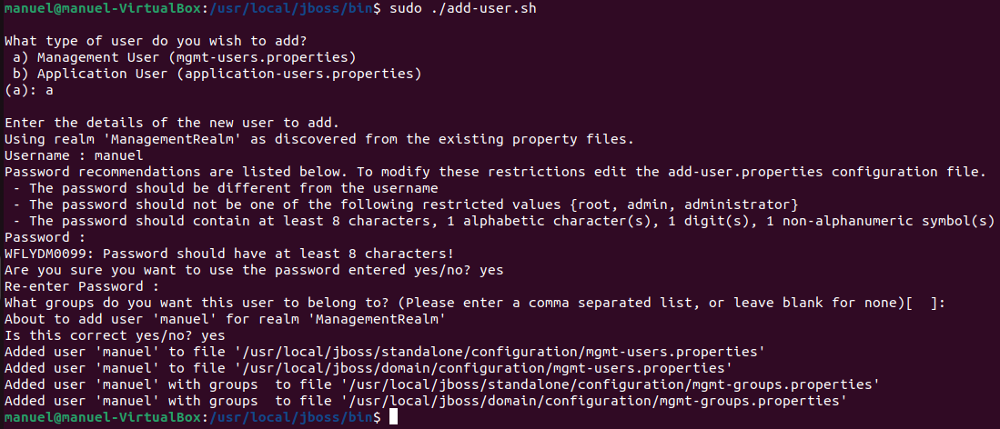 manuel@manuel-VirtualBox:/usr/local/jboss/bin$ sudo ./add-user.sh
What type of user do you wish to add?
 a) Management User (mgmt-users.properties)
 b) Application User (application-users.properties)
(a): a
Enter the details of the new user to add.
Using realm 'ManagementRealm' as discovered from the existing property files.
Username : manuel
Password recommendations are listed below. To modify these restrictions edit the add-user.properties configuration file.
 - The password should be different from the username
 - The password should not be one of the following restricted values {root, admin, administrator}
 - The password should contain at least 8 characters, 1 alphabetic character(s), 1 digit(s), 1 non-alphanumeric symbol(s)
Password :
WFLYDM0099: Password should have at least 8 characters!
Are you sure you want to use the password entered yes/no? yes
Re-enter Password :
What groups do you want this user to belong to? (Please enter a comma separated list, or leave blank for none)[  ]:
About to add user 'manuel' for realm 'ManagementRealm'
Is this correct yes/no? yes
Added user 'manuel' to file '/usr/local/jboss/standalone/configuration/mgmt-users.properties'
Added user 'manuel' to file '/usr/local/jboss/domain/configuration/mgmt-users.properties'
Added user 'manuel' with groups  to file '/usr/local/jboss/standalone/configuration/mgmt-groups.properties'
Added user 'manuel' with groups  to file '/usr/local/jboss/domain/configuration/mgmt-groups.properties'
manuel@manuel-VirtualBox:/usr/local/jboss/bin$